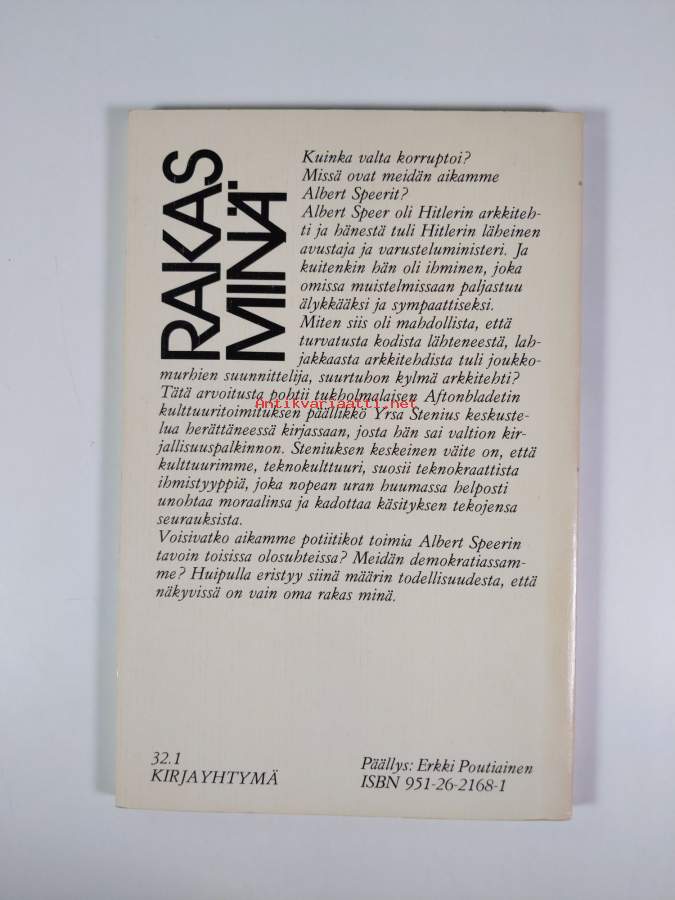 RAKAS
MINÄ
Kuinka valta korruptoi?
Missä ovat meidän aikamme
Albert Speerit?
Albert Speer oli Hitlerin arkkiteh-
ti ja hänestä tuli Hitlerin läheinen
avustaja ja varusteluministeri. Ja
kuitenkin hän oli ihminen, joka
omissa muistelmissaan paljastuu
älykkääksi ja sympaattiseksi.
Miten siis oli mahdollista, että
turvatusta kodista lähteneestä, lah-
jakkaasta arkkitehdista tuli joukko-
murhien suunnittelija, suurtuhon kylmä arkkitehti?
Tätä arvoitusta pohtii tukholmalaisen Aftonbladetin
Antikvariaatti.net
kulttuuritoimituksen päällikkö Yrsa Stenius keskuste-
lua herättäneessä kirjassaan, josta hän sai valtion kir-
jallisuuspalkinnon. Steniuksen keskeinen väite on, että
kulttuurimme, teknokulttuuri, suosii teknokraattista
ihmistyyppiä, joka nopean uran huumassa helposti
unohtaa moraalinsa ja kadottaa käsityksen tekojensa
seurauksista.
Voisivatko aikamme potiitikot toimia Albert Speerin
tavoin toisissa olosuhteissa? Meidän demokratiassam-
me? Huipulla eristyy siinä määrin todellisuudesta, että
näkyvissä on vain oma rakas minä.
32.1
KIRJAYHTYMÄ
Päällys: Erkki Poutiainen
ISBN 951-26-2168-1